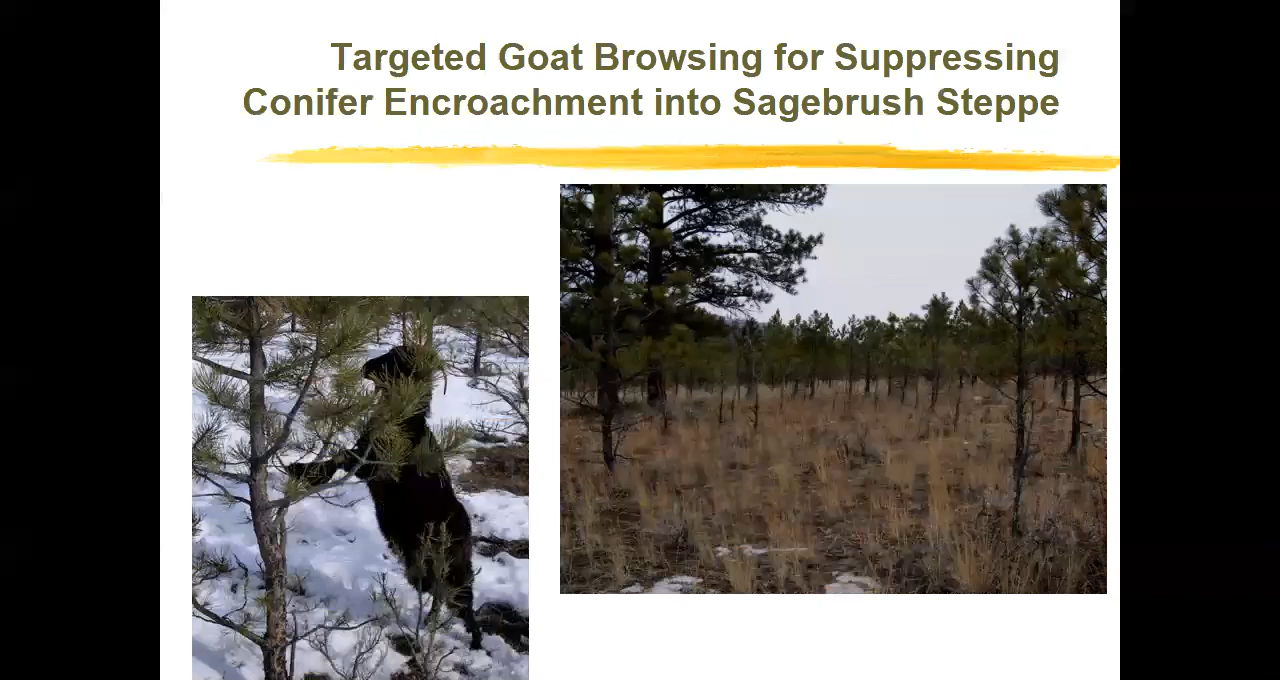 Targeted Goat Browsing for Suppressing
Conifer Encroachment into Sagebrush Steppe